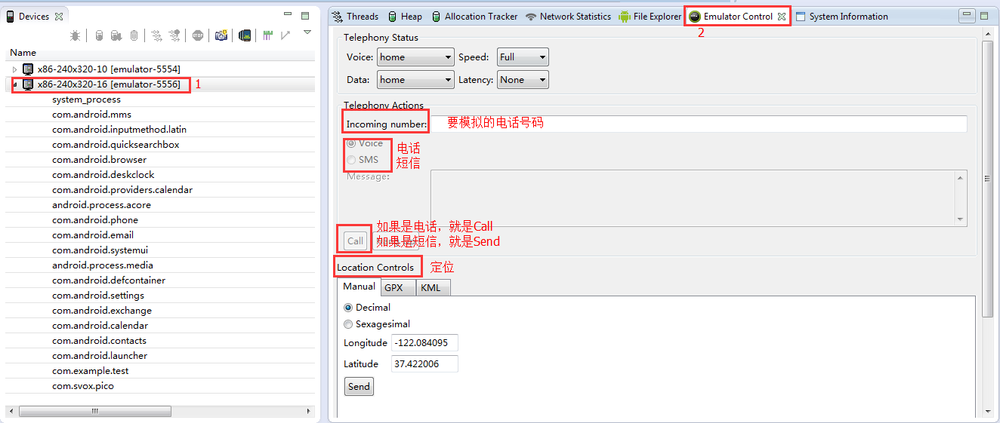 Devices
Name
x86-240x320-10 [emulator-5554]
x86-240x320-16 [emulator-5556] 1
system_process
com.android.mms
com.android.inputmethod.latin
com.android.quicksearchbox
com.android.browser
com.android.deskclock
com.android.providers.calendar
android.process.acore
com.android.phone
com.android.email
com.android.systemui
android.process.media
com.android.defcontainer
com.android.settings
com.android.exchange
com.android.calendar
com.android.contacts
com.android.launcher
com.example.test
com.svox.pico
Threads Heap Allocation Tracker Network Statistics File Explorer Emulator Control System Information
2
Telephony Status
Voice: home Speed: Full
Data: home Latency: None
Telephony Actions
Incoming number: 要模拟的电话号码
Voice 电话
SMS 短信
Message:
如果是电话，就是Call
Call 如果是短信，就是Send
Location Controls 定位
Manual GPX KML
Decimal
Sexagesimal
Longitude -122.084095
Latitude 37.422006
Send